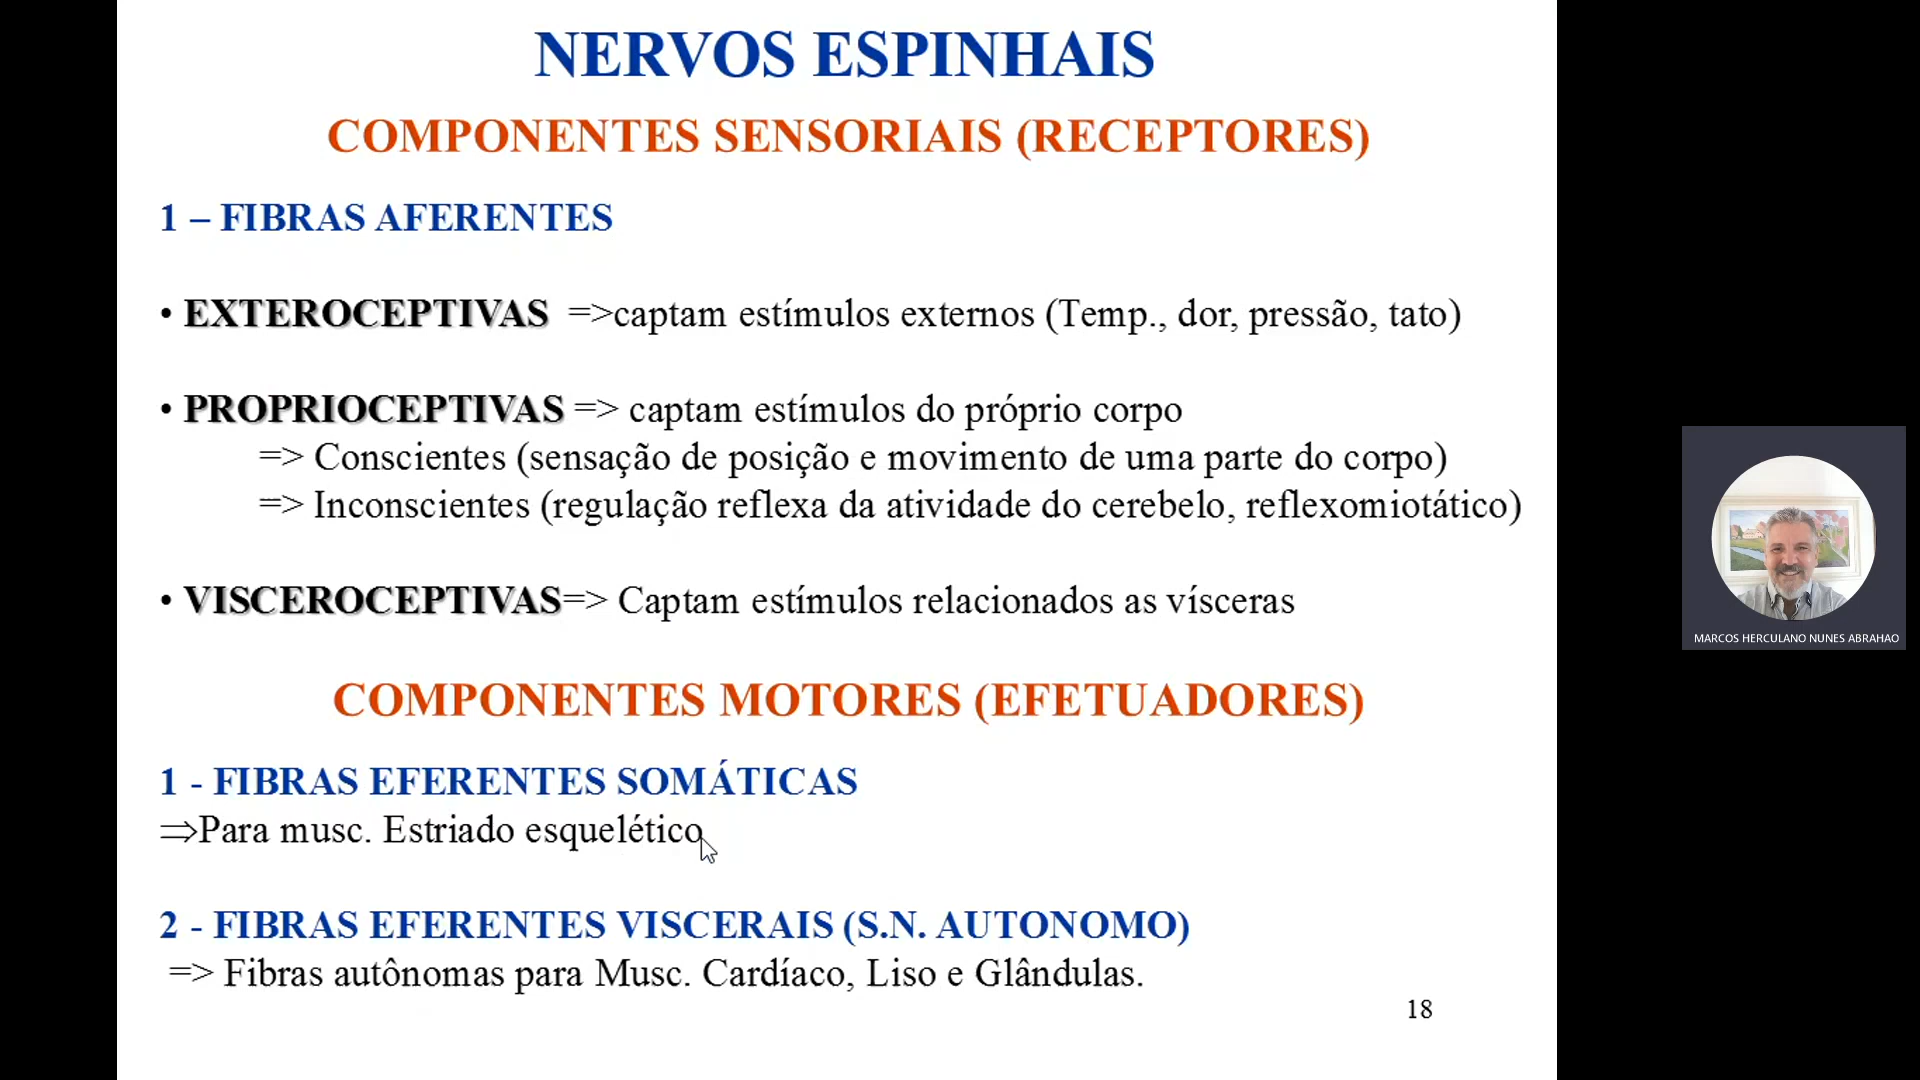 NERVOS ESPINHAIS
COMPONENTES SENSORIAIS (RECEPTORES)
1 – FIBRAS AFERENTES
• EXTEROCEPTIVAS =>captam estímulos externos (Temp., dor, pressão, tato)
• PROPRIOCEPTIVAS => captam estímulos do próprio corpo
=> Conscientes (sensação de posição e movimento de uma parte do corpo)
=> Inconscientes (regulação reflexa da atividade do cerebelo, reflexomiotático)
• VISCEROCEPTIVAS=> Captam estímulos relacionados as vísceras
COMPONENTES MOTORES (EFETUADORES)
1 - FIBRAS EFERENTES SOMÁTICAS
⇒Para musc. Estriado esquelético
2 - FIBRAS EFERENTES VISCERAIS (S.N. AUTONOMO)
=> Fibras autônomas para Musc. Cardíaco, Liso e Glândulas.
18
MARCOS HERCULANO NUNES ABRAHAO